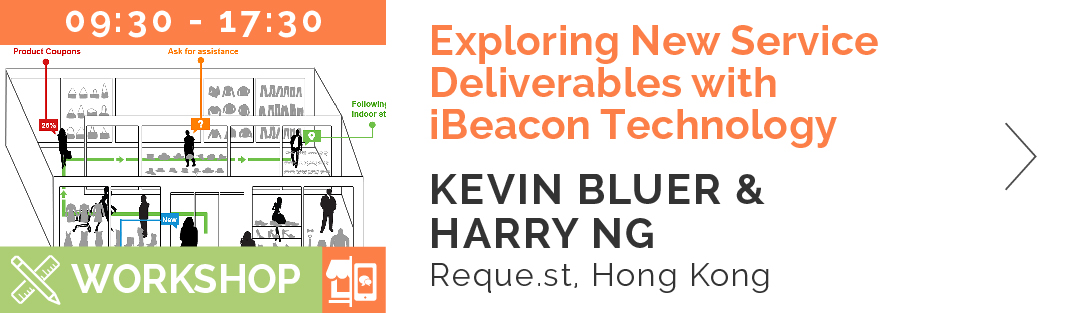 09:30 - 17:30
Product Coupons
Ask for assistance
Following
Indoor st
26%
?
New
WORKSHOP
Exploring New Service
Deliverables with
iBeacon Technology
KEVIN BLUER &
HARRY NG
Reque.st, Hong Kong